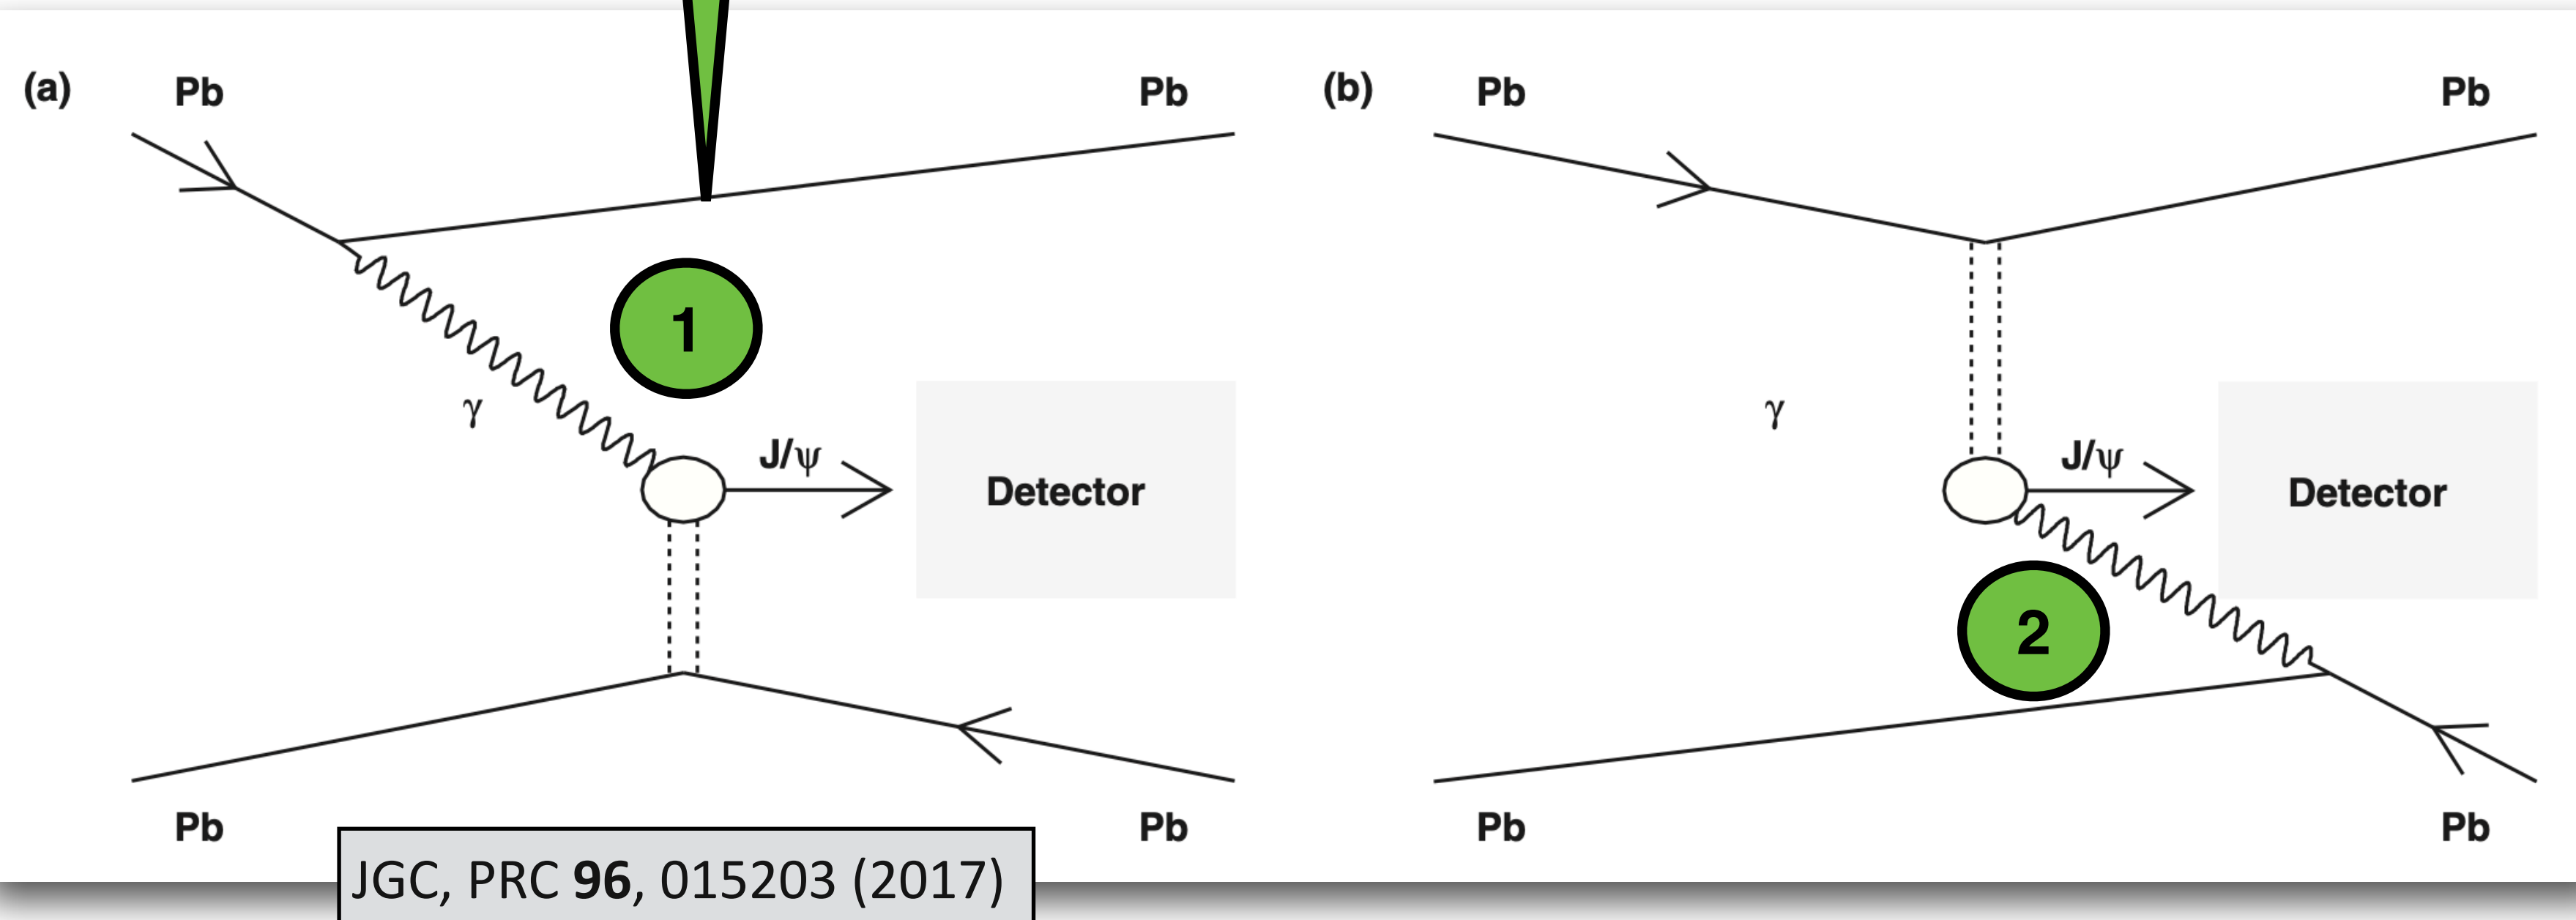 (a)
Pb
Pb
1
γ
J/ψ
Detector
Pb
Pb
(b)
Pb
Pb
γ
J/ψ
Detector
2
Pb
Pb
JGC, PRC 96, 015203 (2017)